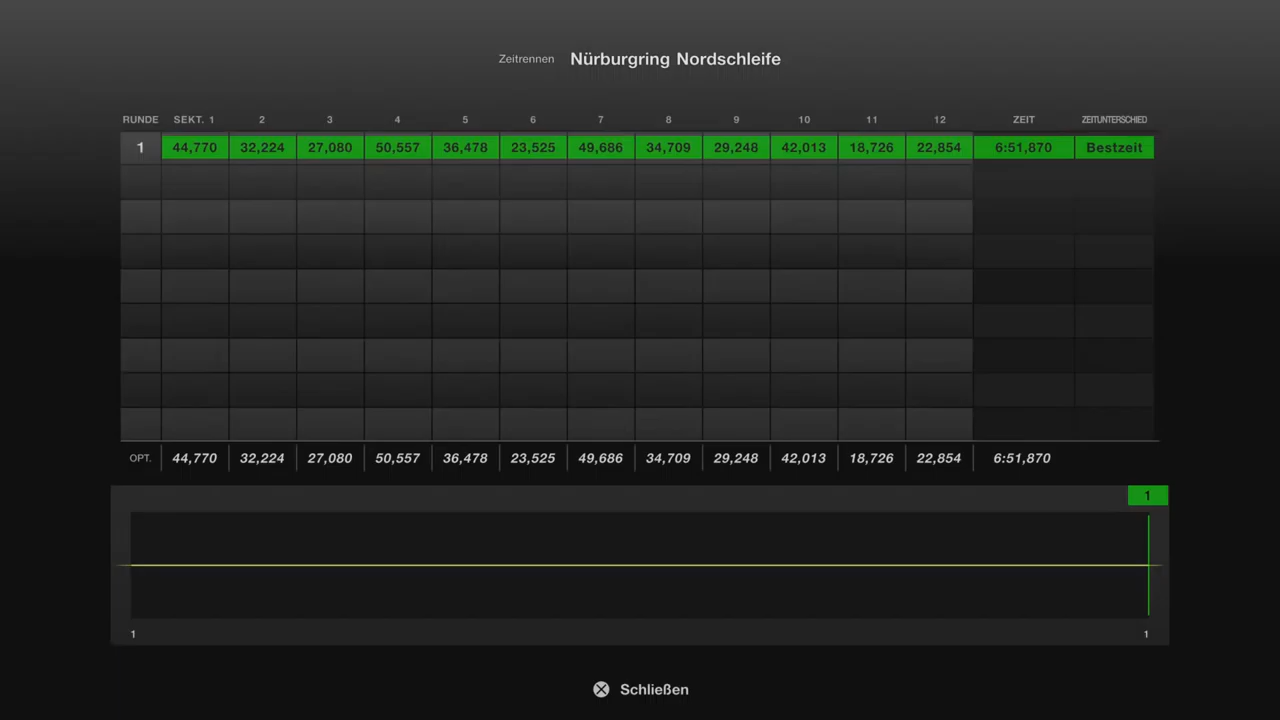 Zeitrennen Nürburgring Nordschleife
RUNDE SEKT. 1 2 3 4 5 6 7 8 9 10 11 12 ZEIT ZEITUNTERSCHIED
1 44,770 32,224 27,080 50,557 36,478 23,525 49,686 34,709 29,248 42,013 18,726 22,854 6:51,870 Bestzeit
OPT. 44,770 32,224 27,080 50,557 36,478 23,525 49,686 34,709 29,248 42,013 18,726 22,854 6:51,870
1
1 1
Schließen